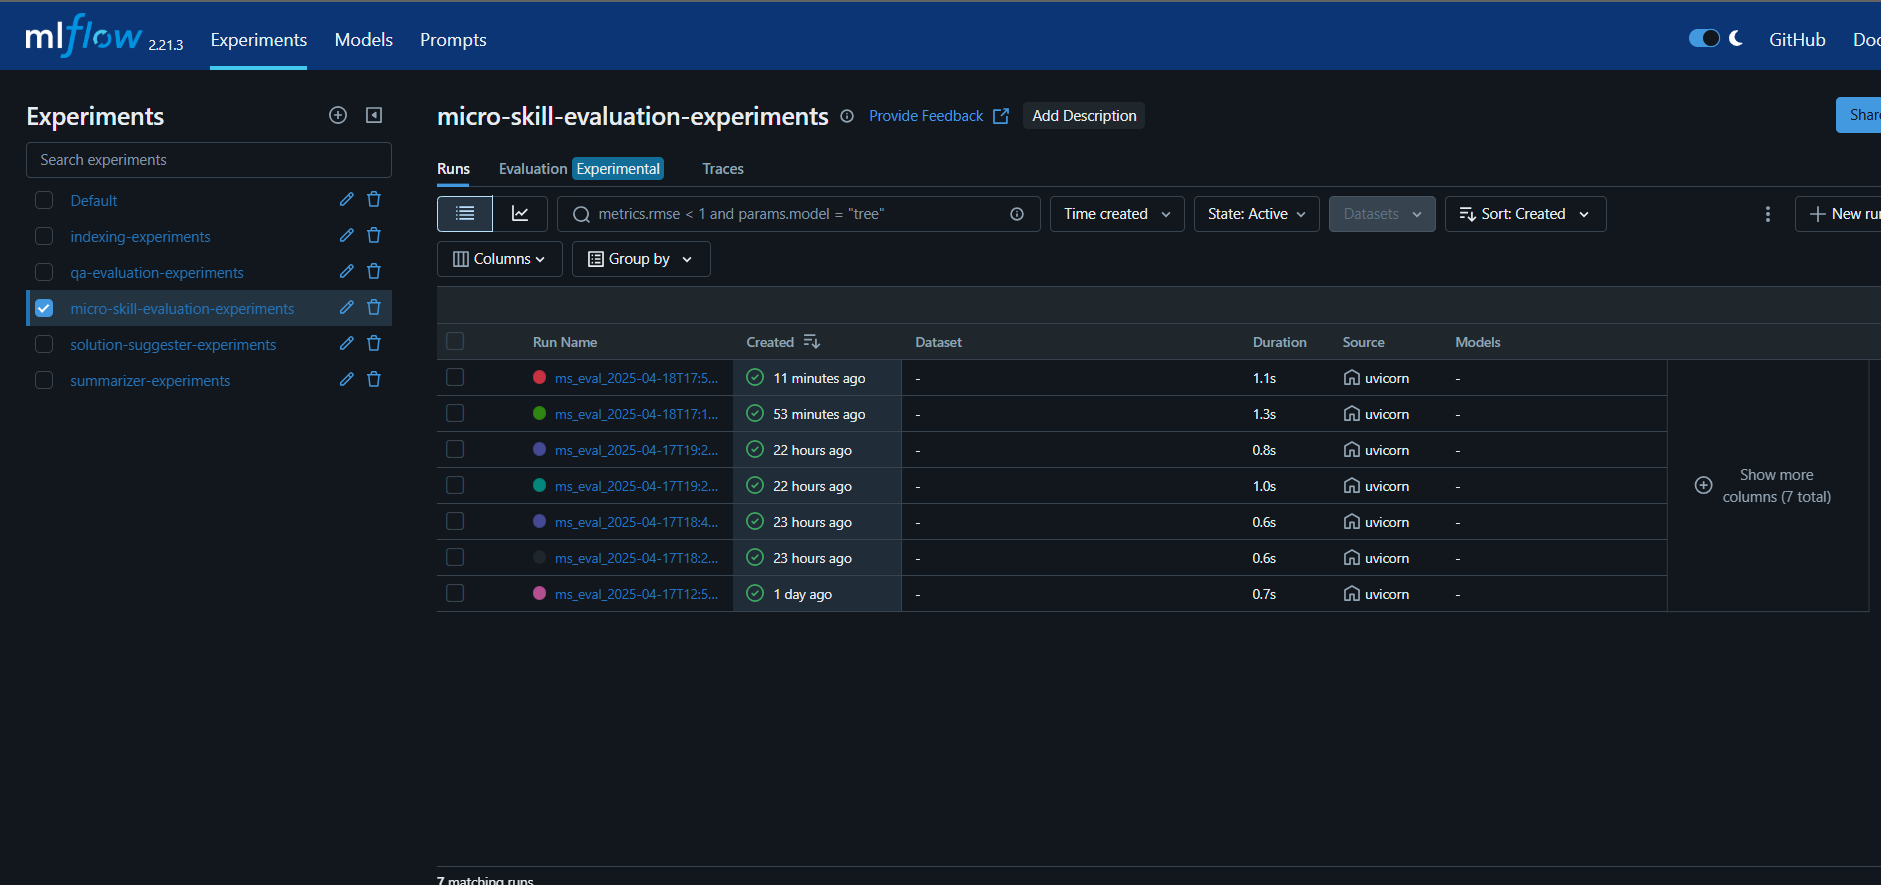 mlflow 2.21.3 Experiments Models Prompts GitHub
Experiments
Search experiments
Default
indexing-experiments
qa-evaluation-experiments
micro-skill-evaluation-experiments
solution-suggester-experiments
summarizer-experiments
micro-skill-evaluation-experiments Provide Feedback Add Description
Runs Evaluation Experimental Traces
metrics.rmse < 1 and params.model = "tree" Time created State: Active Datasets Sort: Created New
Columns Group by
Run Name Created Dataset Duration Source Models
ms_eval_2025-04-18T17:5... 11 minutes ago - 1.1s uvicorn -
ms_eval_2025-04-18T17:1... 53 minutes ago - 1.3s uvicorn -
ms_eval_2025-04-17T19:2... 22 hours ago - 0.8s uvicorn -
ms_eval_2025-04-17T19:2... 22 hours ago - 1.0s uvicorn -
ms_eval_2025-04-17T18:4... 23 hours ago - 0.6s uvicorn -
ms_eval_2025-04-17T18:2... 23 hours ago - 0.6s uvicorn -
ms_eval_2025-04-17T12:5... 1 day ago - 0.7s uvicorn -
Show more
columns (7 total)
7 matching runs